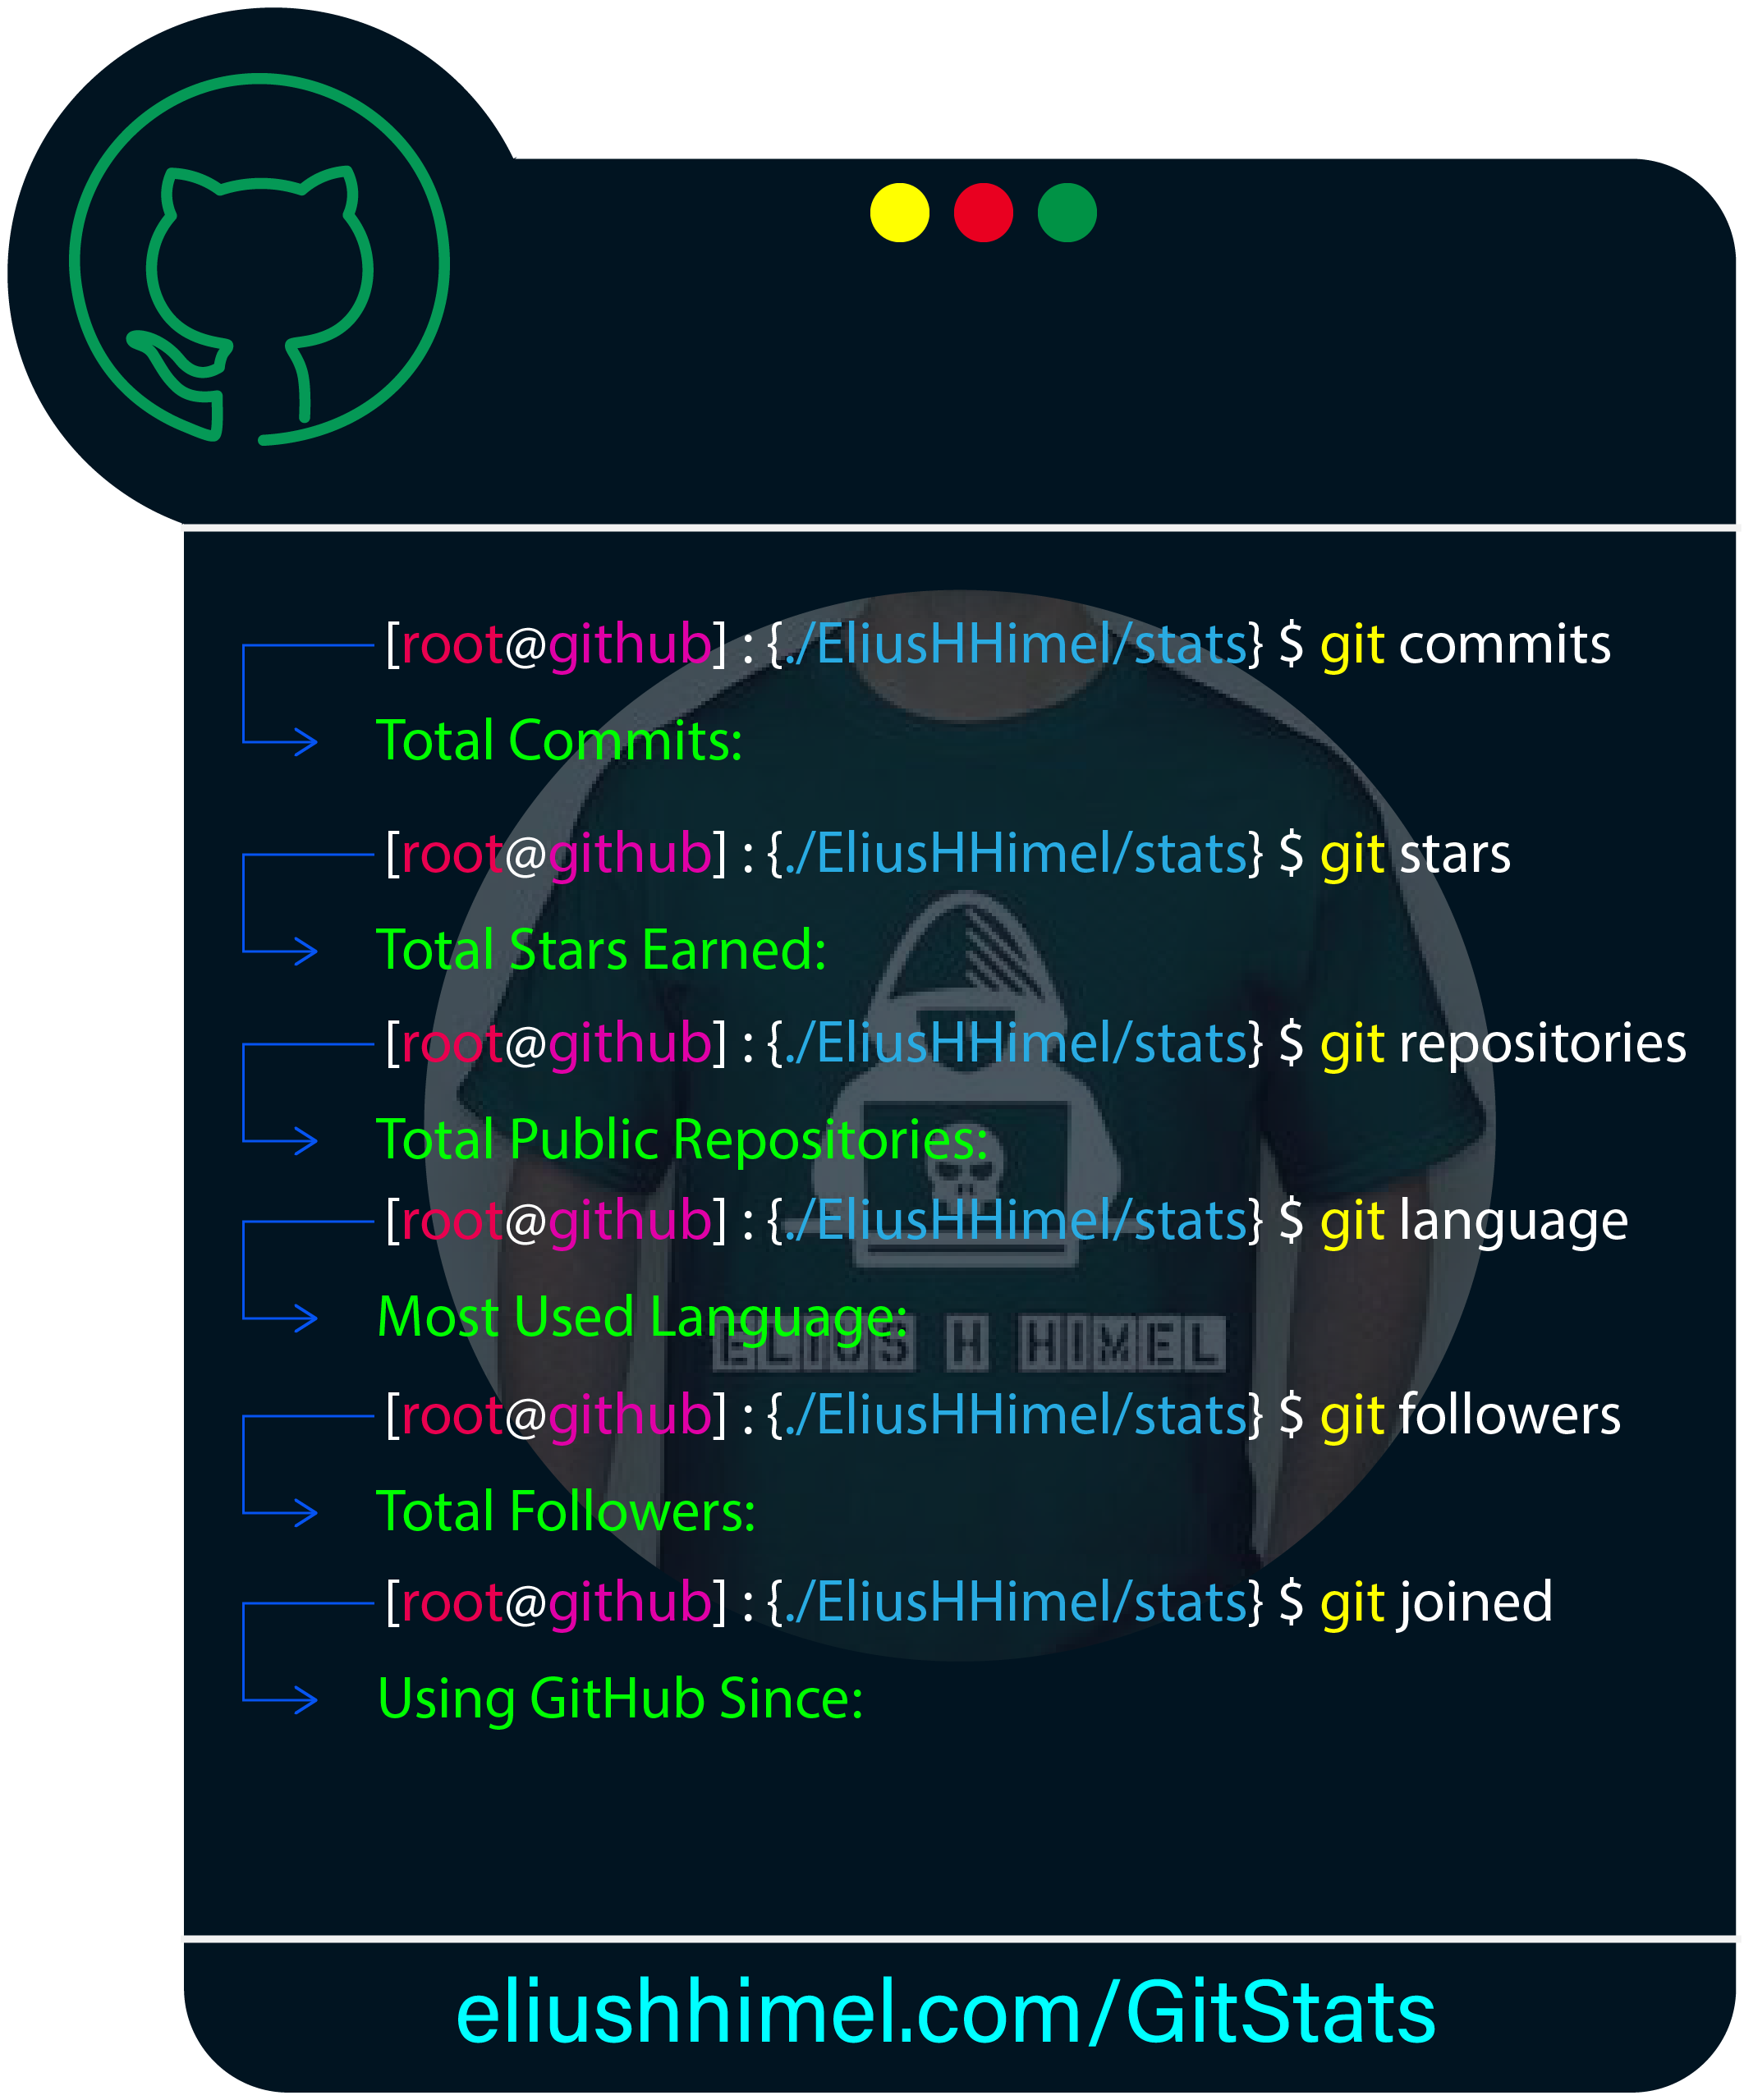 [root@github] : {./EliusHHimel/stats} $ git commits
Total Commits:
[root@github] : {./EliusHHimel/stats} $ git stars
Total Stars Earned:
[root@github] : {./EliusHHimel/stats} $ git repositories
Total Public Repositories:
[root@github] : {./EliusHHimel/stats} $ git language
Most Used Language:
ELIUS H HIMEL
[root@github] : {./EliusHHimel/stats} $ git followers
Total Followers:
[root@github] : {./EliusHHimel/stats} $ git joined
Using GitHub Since:
eliushhimel.com/GitStats